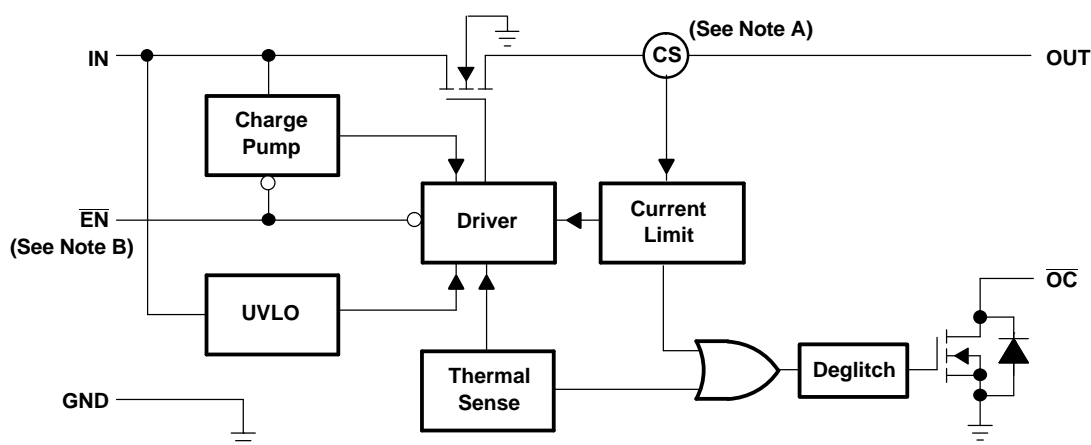 (See Note A)
IN
CS
OUT
Charge
Pump
EN
(See Note B)
Driver
Current
Limit
OC
UVLO
Thermal
Sense
Deglitch
GND